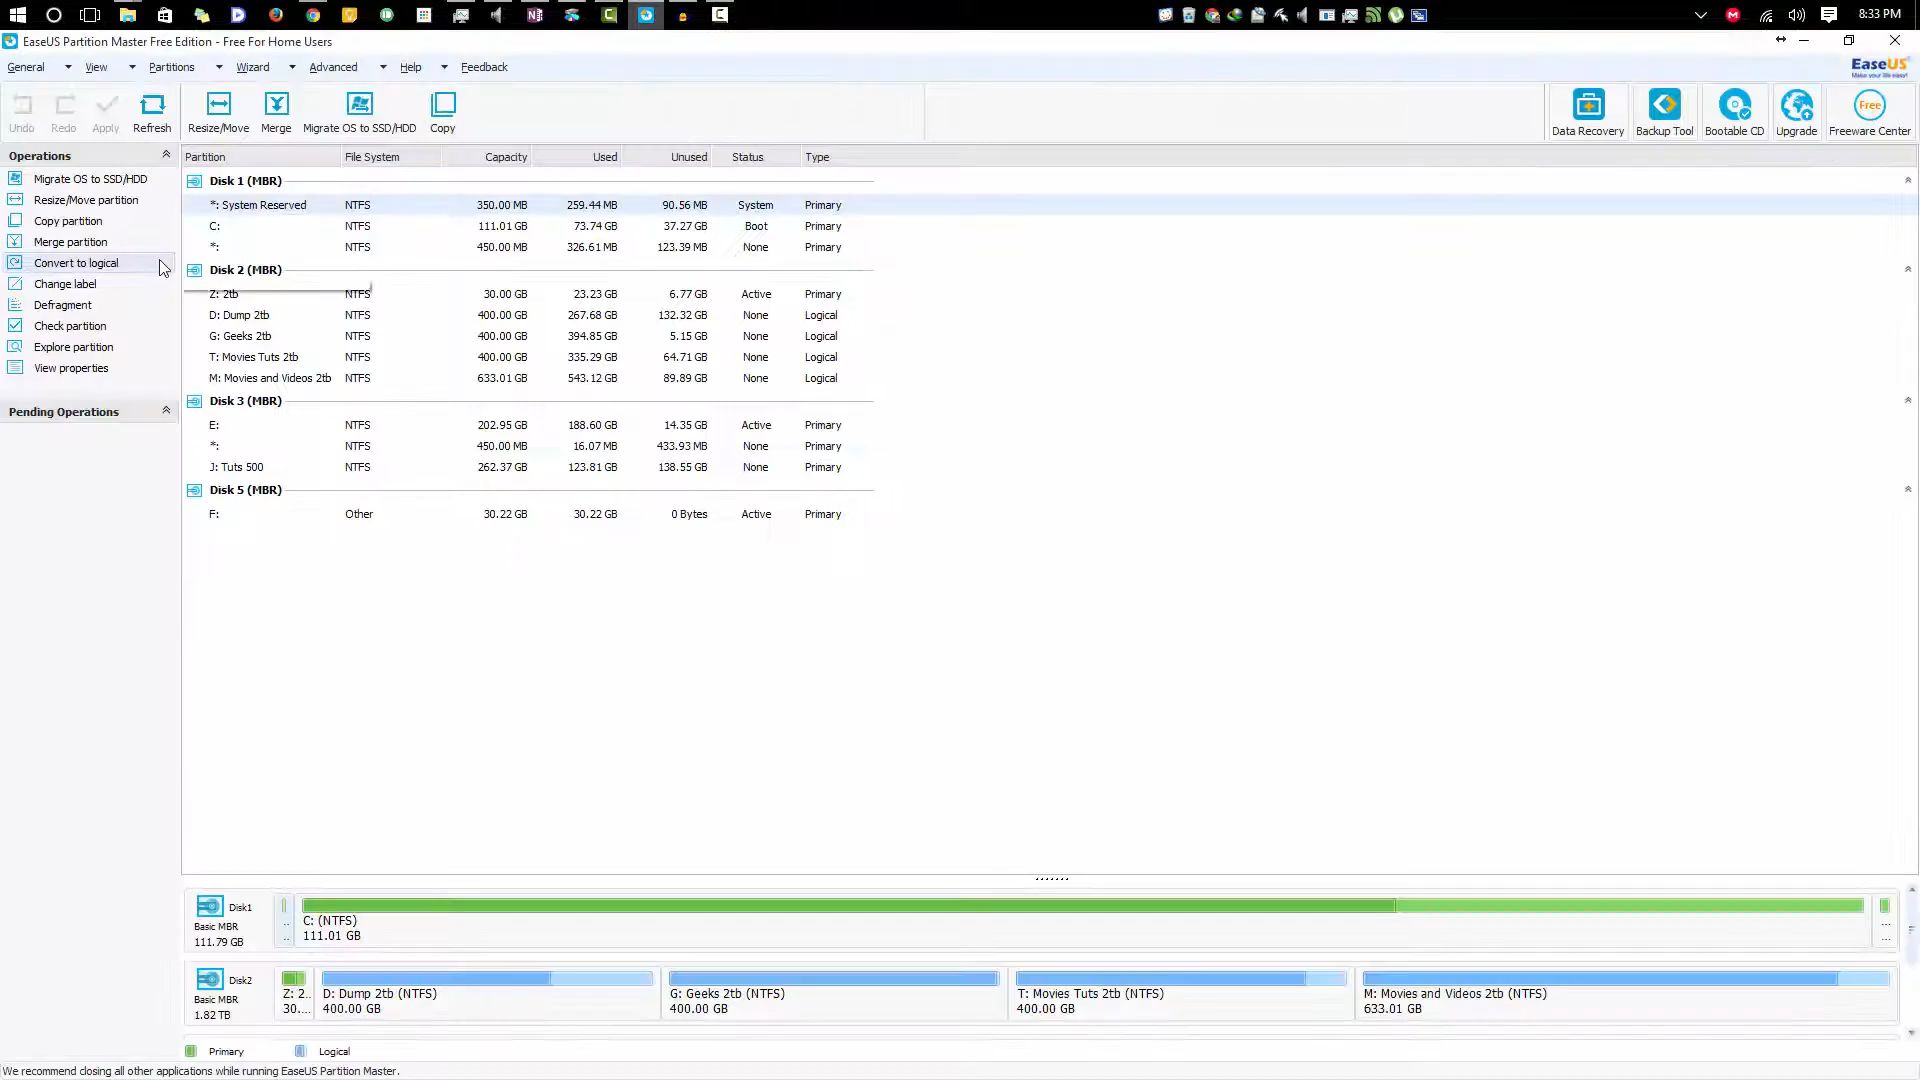 8:33 PM
EaseUS Partition Master Free Edition - Free For Home Users
General View Partitions Wizard Advanced Help Feedback
EaseUS
Make your life easy!
Undo Redo Apply Refresh Resize/Move Merge Migrate OS to SSD/HDD Copy Data Recovery Backup Tool Bootable CD Upgrade Free Freeware Center
Operations
Migrate OS to SSD/HDD
Resize/Move partition
Copy partition
Merge partition
Convert to logical
Change label
Defragment
Check partition
Explore partition
View properties
Pending Operations
Partition File System Capacity Used Unused Status Type
Disk 1 (MBR)
*: System Reserved NTFS 350.00 MB 259.44 MB 90.56 MB System Primary
C: NTFS 111.01 GB 73.74 GB 37.27 GB Boot Primary
*: NTFS 450.00 MB 326.61 MB 123.39 MB None Primary
Disk 2 (MBR)
Z: 2tb NTFS 30.00 GB 23.23 GB 6.77 GB Active Primary
D: Dump 2tb NTFS 400.00 GB 267.68 GB 132.32 GB None Logical
G: Geeks 2tb NTFS 400.00 GB 394.85 GB 5.15 GB None Logical
T: Movies Tuts 2tb NTFS 400.00 GB 335.29 GB 64.71 GB None Logical
M: Movies and Videos 2tb NTFS 633.01 GB 543.12 GB 89.89 GB None Logical
Disk 3 (MBR)
E: NTFS 202.95 GB 188.60 GB 14.35 GB Active Primary
*: NTFS 450.00 MB 16.07 MB 433.93 MB None Primary
J: Tuts 500 NTFS 262.37 GB 123.81 GB 138.55 GB None Primary
Disk 5 (MBR)
F: Other 30.22 GB 30.22 GB 0 Bytes Active Primary
Disk1
Basic MBR
111.79 GB
..
..
C: (NTFS)
111.01 GB
...
...
Disk2
Basic MBR
1.82 TB
Z: 2..
30....
D: Dump 2tb (NTFS)
400.00 GB
G: Geeks 2tb (NTFS)
400.00 GB
T: Movies Tuts 2tb (NTFS)
400.00 GB
M: Movies and Videos 2tb (NTFS)
633.01 GB
Primary Logical
We recommend closing all other applications while running EaseUS Partition Master.